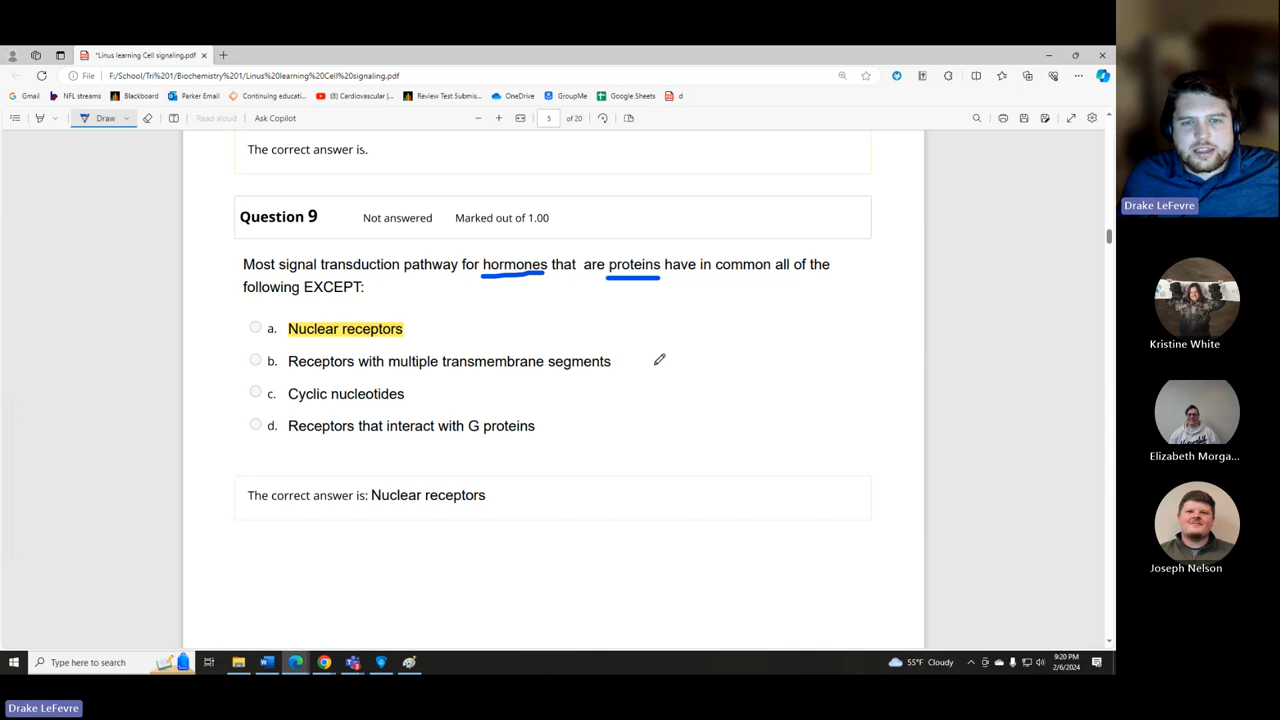 *Linus learning Cell signaling.pdf
File
F:/School/Tri%201/Biochemistry%201/Linus%20learning%20Cell%20signaling.pdf
Gmail
NFL streams
Blackboard
Parker Email
Continuing educati...
(8) Cardiovascular |...
Review Test Submis...
OneDrive
GroupMe
Google Sheets
d
Draw
Read aloud
Ask Copilot
5
of 20
The correct answer is.
Question 9 Not answered Marked out of 1.00
Most signal transduction pathway for hormones that are proteins have in common all of the
following EXCEPT:
a. Nuclear receptors
b. Receptors with multiple transmembrane segments
c. Cyclic nucleotides
d. Receptors that interact with G proteins
The correct answer is: Nuclear receptors
Drake LeFevre
Kristine White
Elizabeth Morga...
Joseph Nelson
Type here to search
55°F Cloudy
9:20 PM
2/6/2024
Drake LeFevre